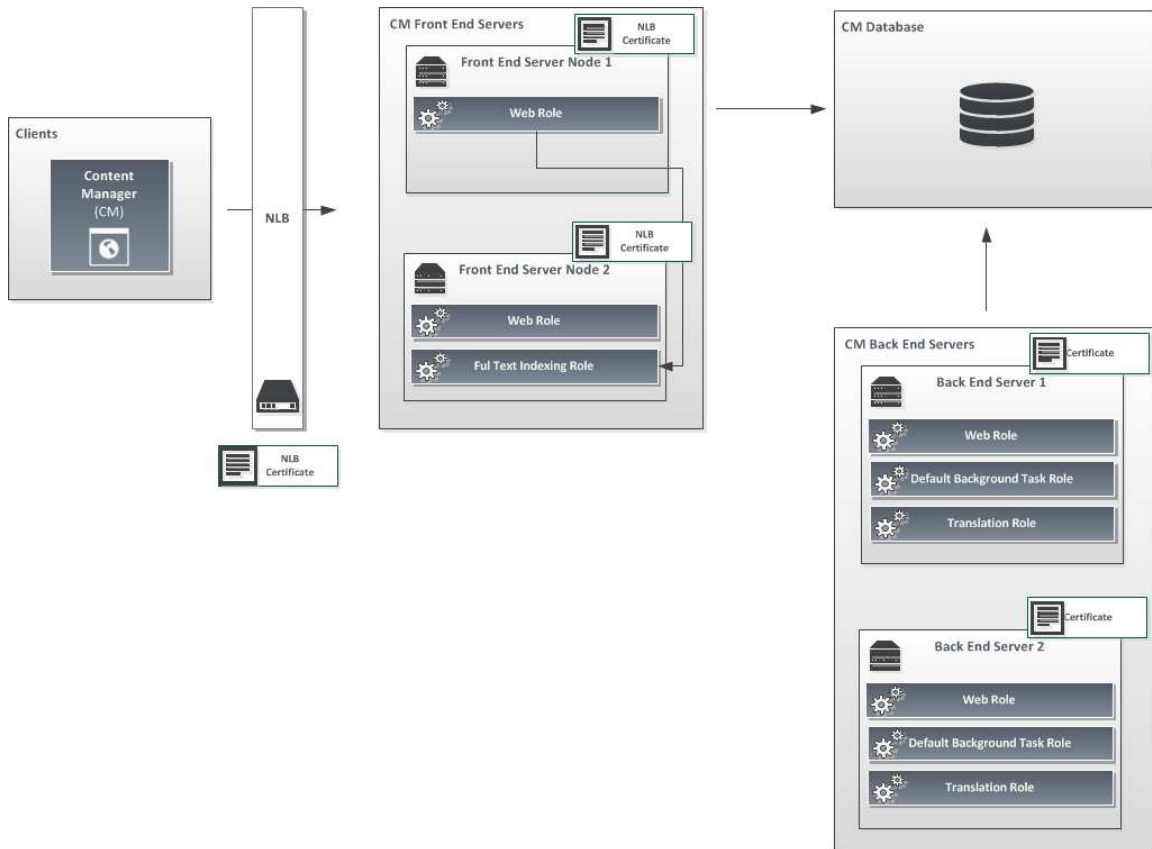 Clients
Content
Manager
(CM)
NLB
NLB
Certificate
CM Front End Servers
NLB
Certificate
Front End Server Node 1
Web Role
NLB
Certificate
Front End Server Node 2
Web Role
Ful Text Indexing Role
CM Database
CM Back End Servers
Certificate
Back End Server 1
Web Role
Default Background Task Role
Translation Role
Certificate
Back End Server 2
Web Role
Default Background Task Role
Translation Role